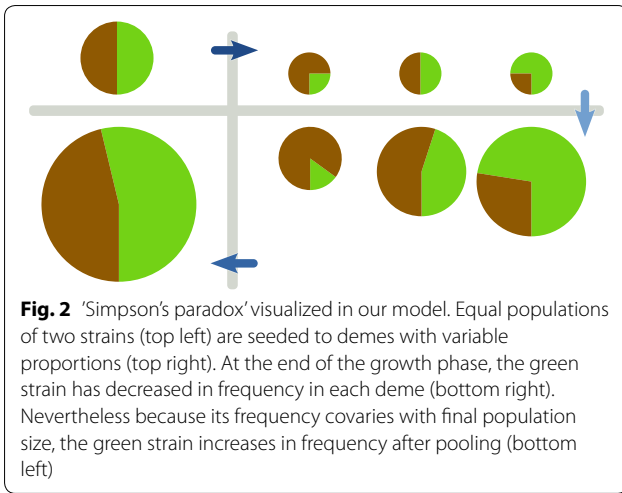 Fig. 2 'Simpson's paradox' visualized in our model. Equal populations
of two strains (top left) are seeded to demes with variable
proportions (top right). At the end of the growth phase, the green
strain has decreased in frequency in each deme (bottom right).
Nevertheless because its frequency covaries with final population
size, the green strain increases in frequency after pooling (bottom
left)